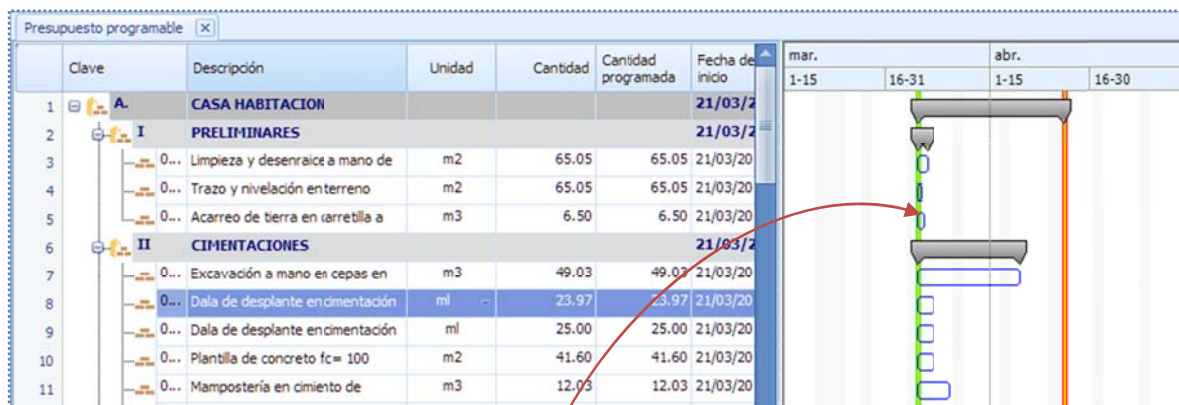 Presupuesto programable
Clave Descripción Unidad Cantidad Cantidad programada Fecha de inicio mar. abr.
1-15 16-31 1-15 16-30
1 A. CASA HABITACION 21/03/2
2 I PRELIMINARES 21/03/2
3 0... Limpieza y desenraice a mano de m2 65.05 65.05 21/03/20
4 0... Trazo y nivelación en terreno m2 65.05 65.05 21/03/20
5 0... Acarreo de tierra en carretilla a m3 6.50 6.50 21/03/20
6 II CIMENTACIONES 21/03/2
7 0... Excavación a mano en cepas en m3 49.03 49.03 21/03/20
8 0... Dala de desplante en cimentación ml 23.97 23.97 21/03/20
9 0... Dala de desplante en cimentación ml 25.00 25.00 21/03/20
10 0... Plantilla de concreto fc= 100 m2 41.60 41.60 21/03/20
11 0... Mampostería en cimiento de m3 12.03 12.03 21/03/20